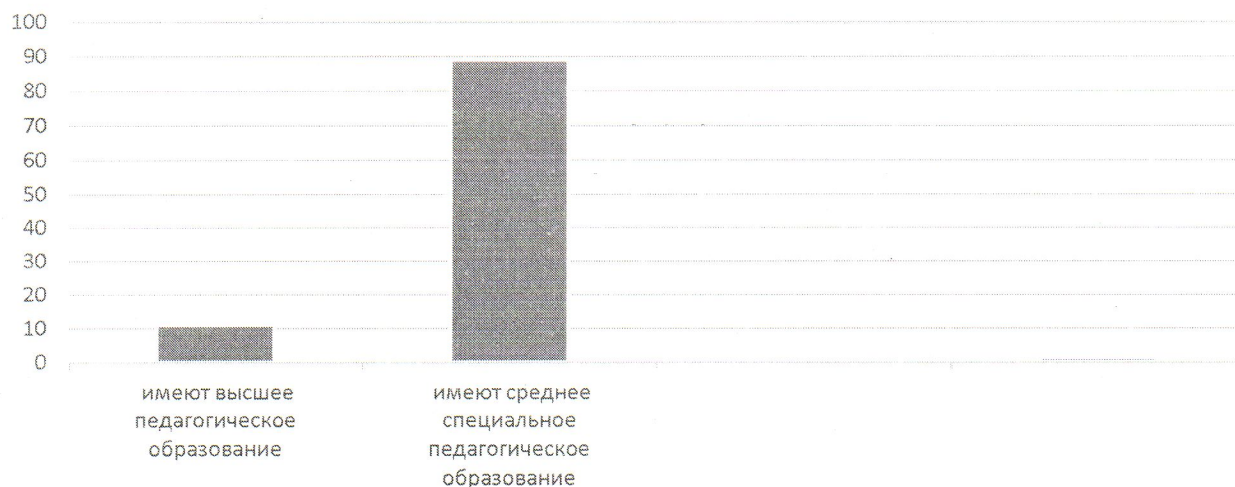 100
90
80
70
60
50
40
30
20
10
0
имеют высшее
педагогическое
образование
имеют среднее
специальное
педагогическое
образование